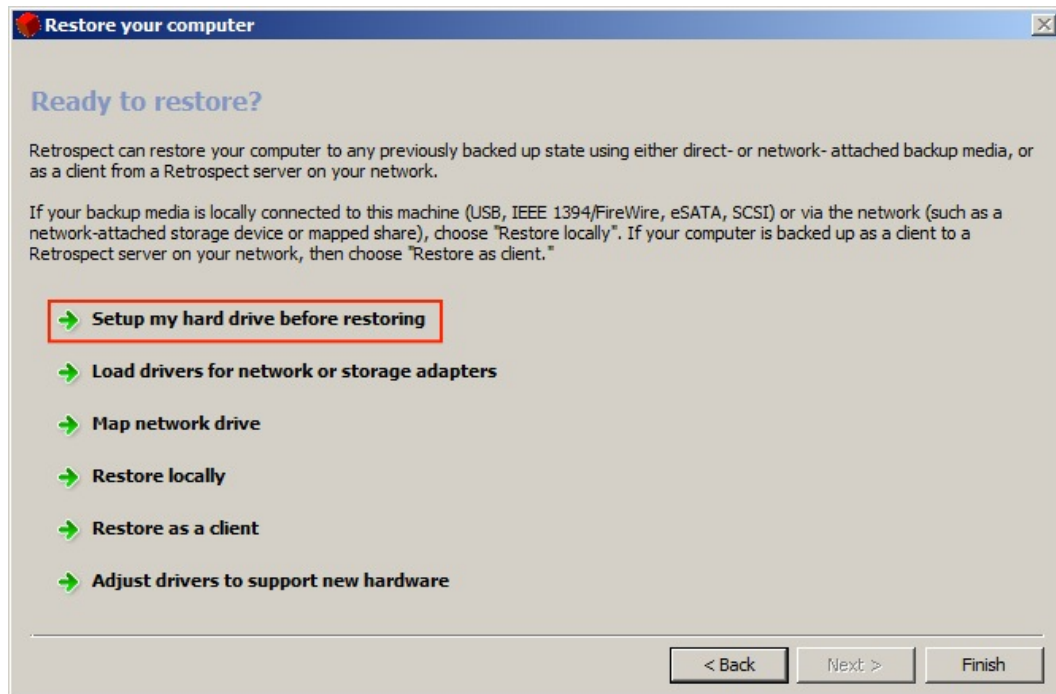 Restore your computer
Ready to restore?
Retrospect can restore your computer to any previously backed up state using either direct- or network- attached backup media, or
as a client from a Retrospect server on your network.
If your backup media is locally connected to this machine (USB, IEEE 1394/FireWire, eSATA, SCSI) or via the network (such as a
network-attached storage device or mapped share), choose "Restore locally". If your computer is backed up as a client to a
Retrospect server on your network, then choose "Restore as client."
Setup my hard drive before restoring
Load drivers for network or storage adapters
Map network drive
Restore locally
Restore as a client
Adjust drivers to support new hardware
< Back Next > Finish